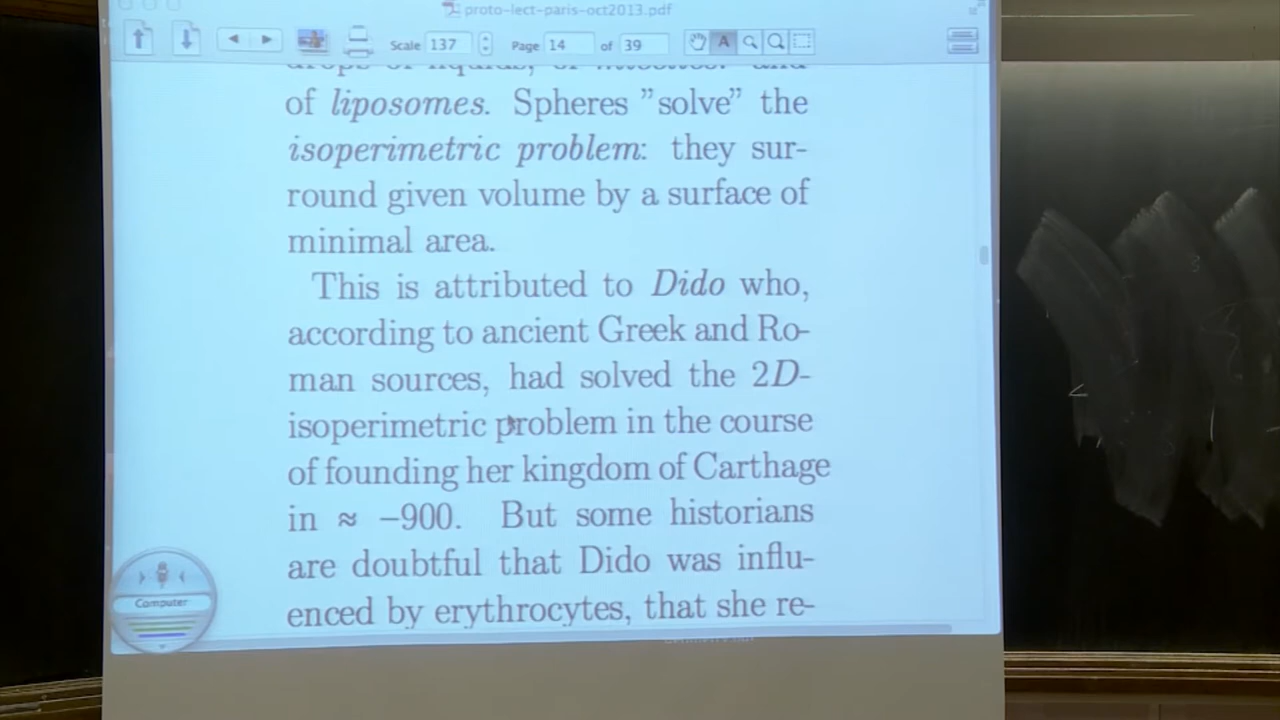 proto-lect-paris-oct2013.pdf
Scale 137 Page 14 of 39 A
of liposomes. Spheres ”solve” the
isoperimetric problem: they sur-
round given volume by a surface of
minimal area.
This is attributed to Dido who,
according to ancient Greek and Ro-
man sources, had solved the 2D-
isoperimetric problem in the course
of founding her kingdom of Carthage
in ≈ −900. But some historians
are doubtful that Dido was influ-
enced by erythrocytes, that she re-
Computer